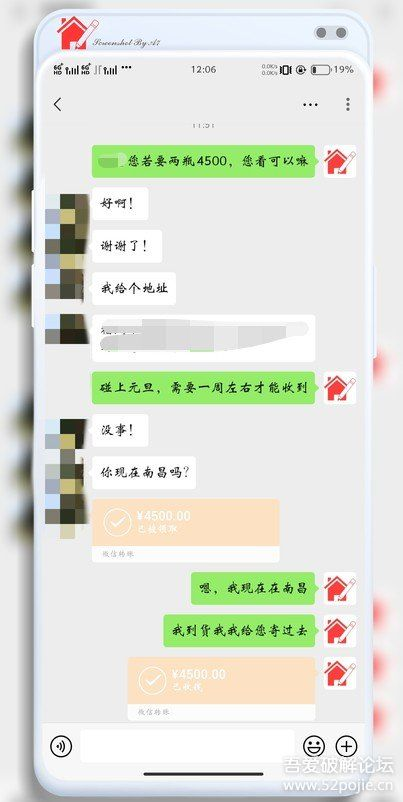 Screenshot By A7
12:06
19%
11:51
您若要两瓶4500，您看可以嘛
好啊！
谢谢了！
我给个地址
碰上元旦，需要一周左右才能收到
没事！
你现在南昌吗？
¥4500.00
已被领取
微信转账
嗯，我现在在南昌
我到货我我给您寄过去
¥4500.00
已收钱
微信转账
吾爱破解论坛
www.52pojie.cn